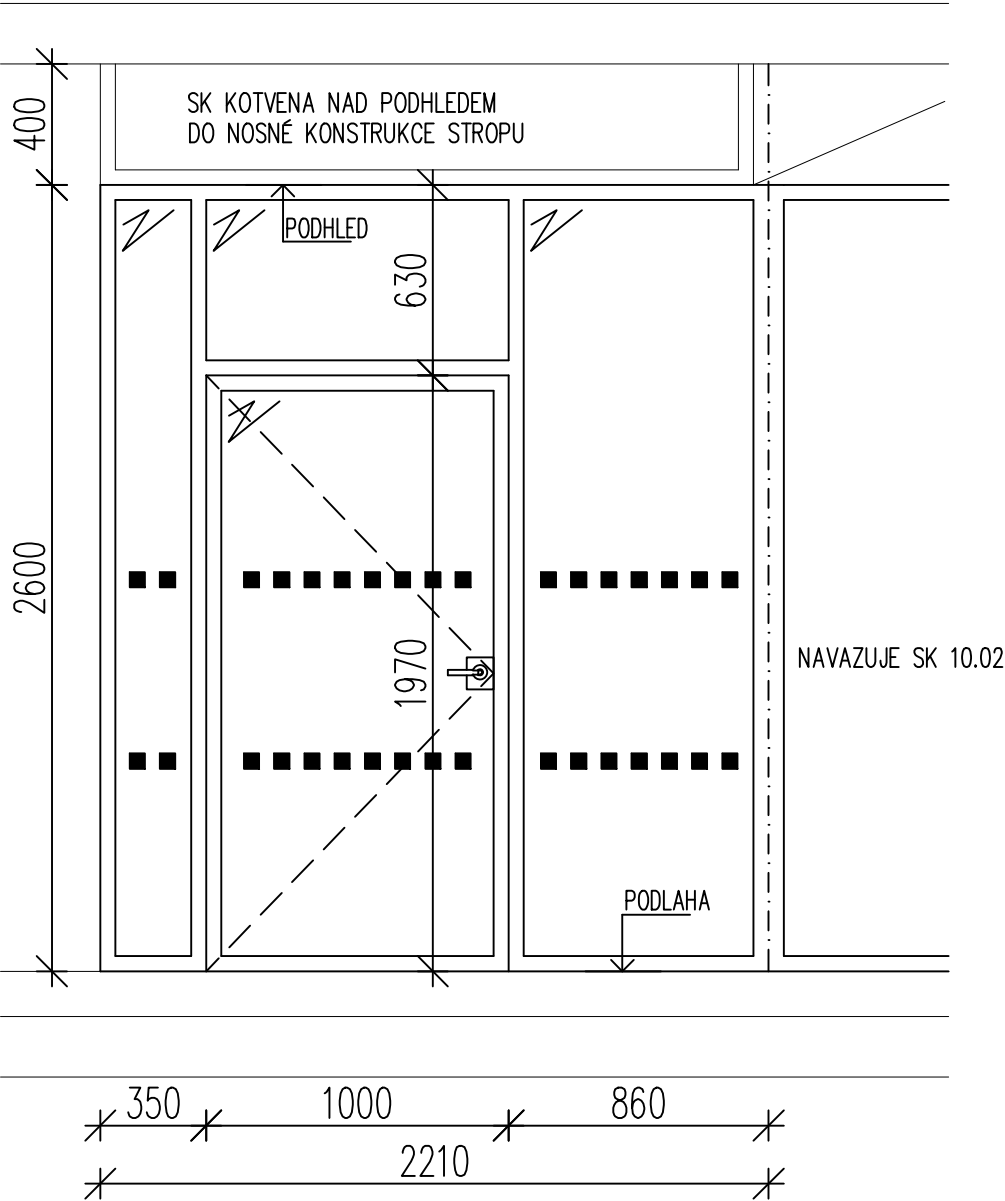 SK KOTVENA NAD PODHLEDEM
DO NOSNÉ KONSTRUKCE STROPU
400
PODHLED
630
2600
1970
NAVAZUJE SK 10.02
PODLAHA
350
1000
860
2210